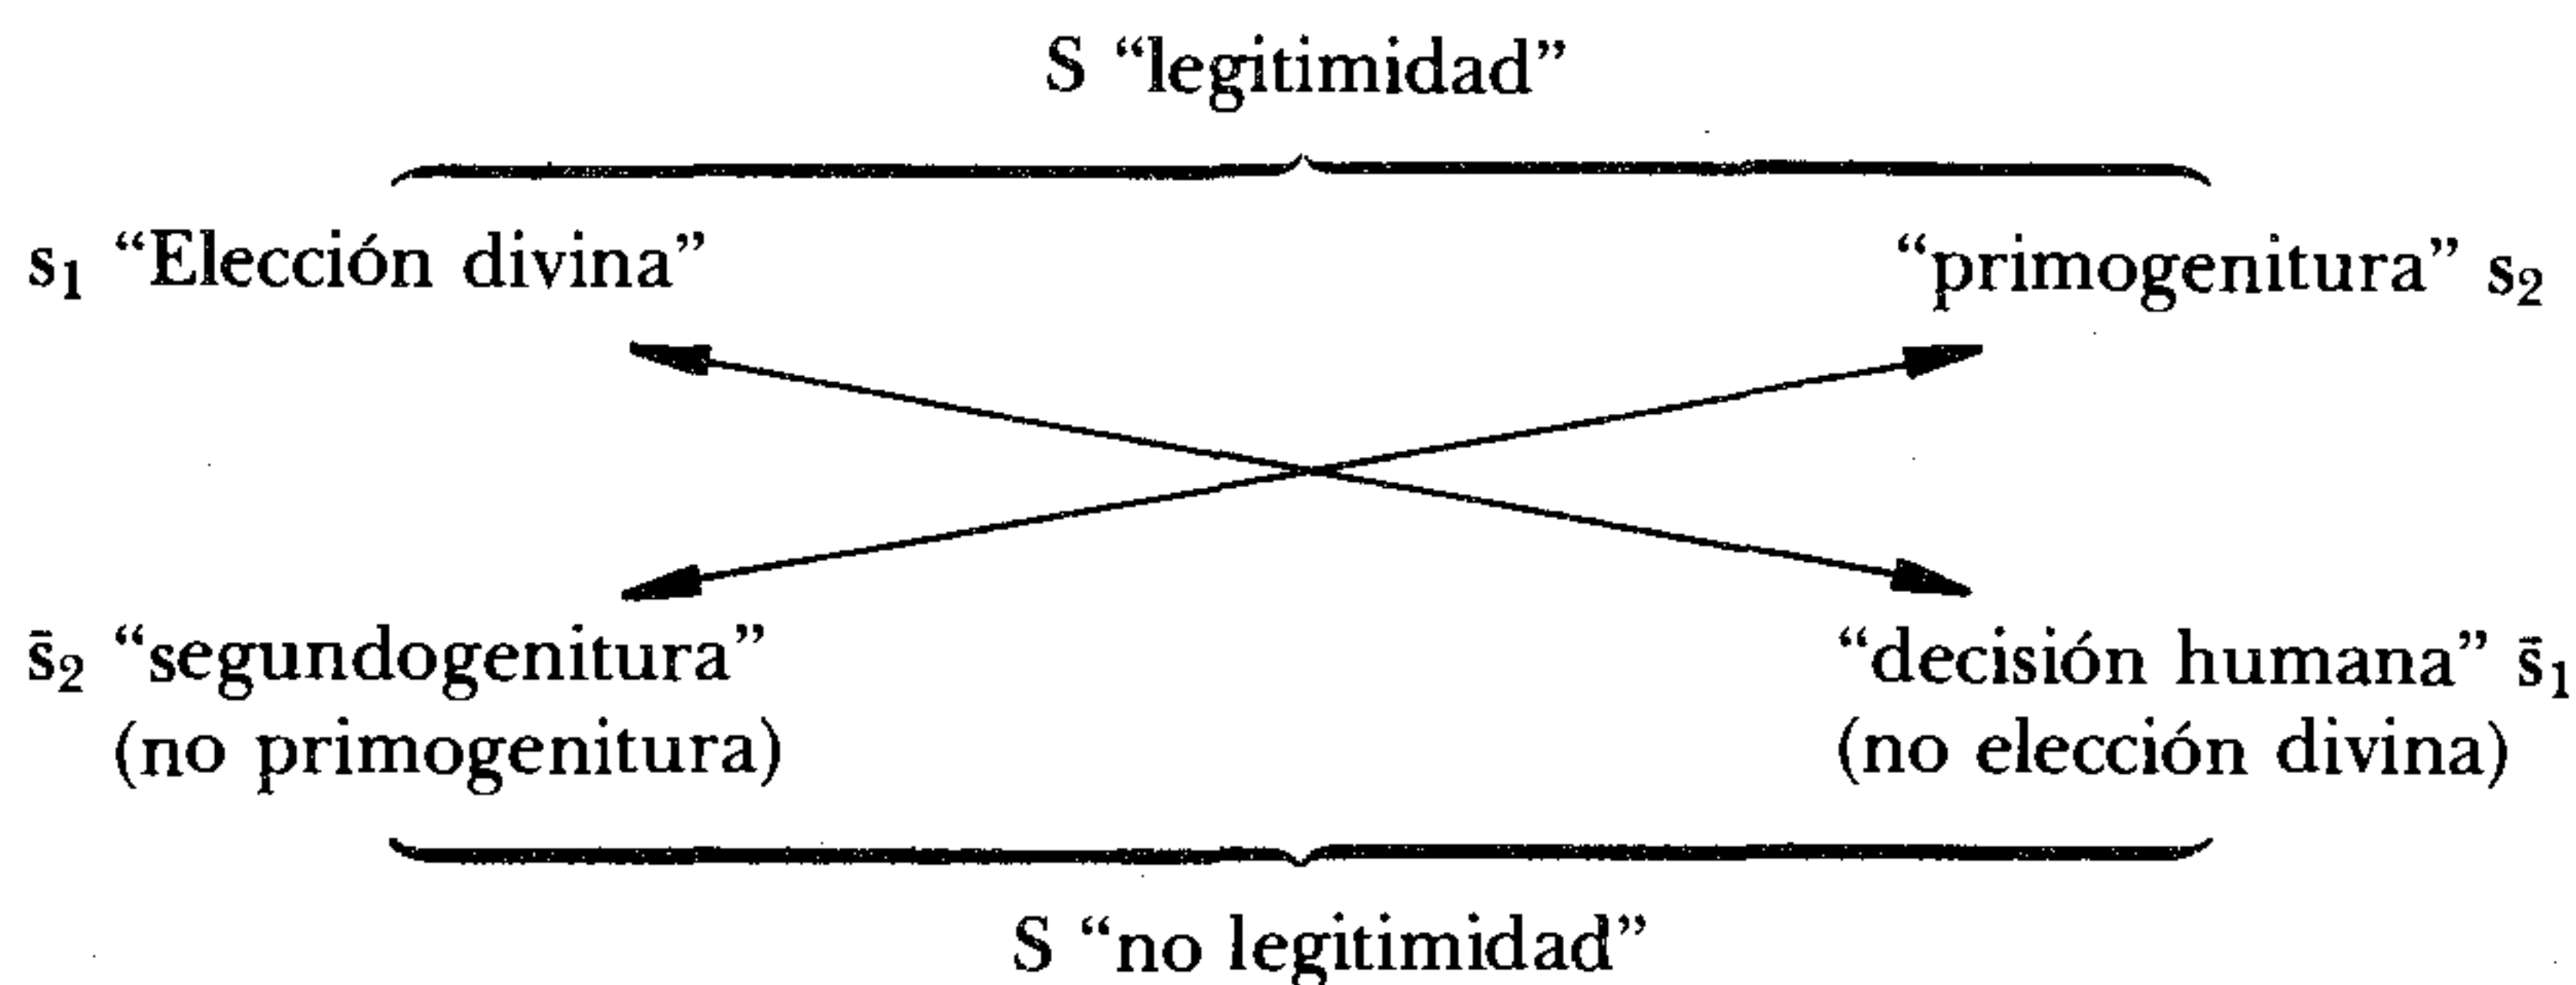 S “legitimidad”
s₁ “Elección divina” “primogenitura” s₂
s̄₂ “segundogenitura” “decisión humana” s̄₁
(no primogenitura) (no elección divina)
S “no legitimidad”